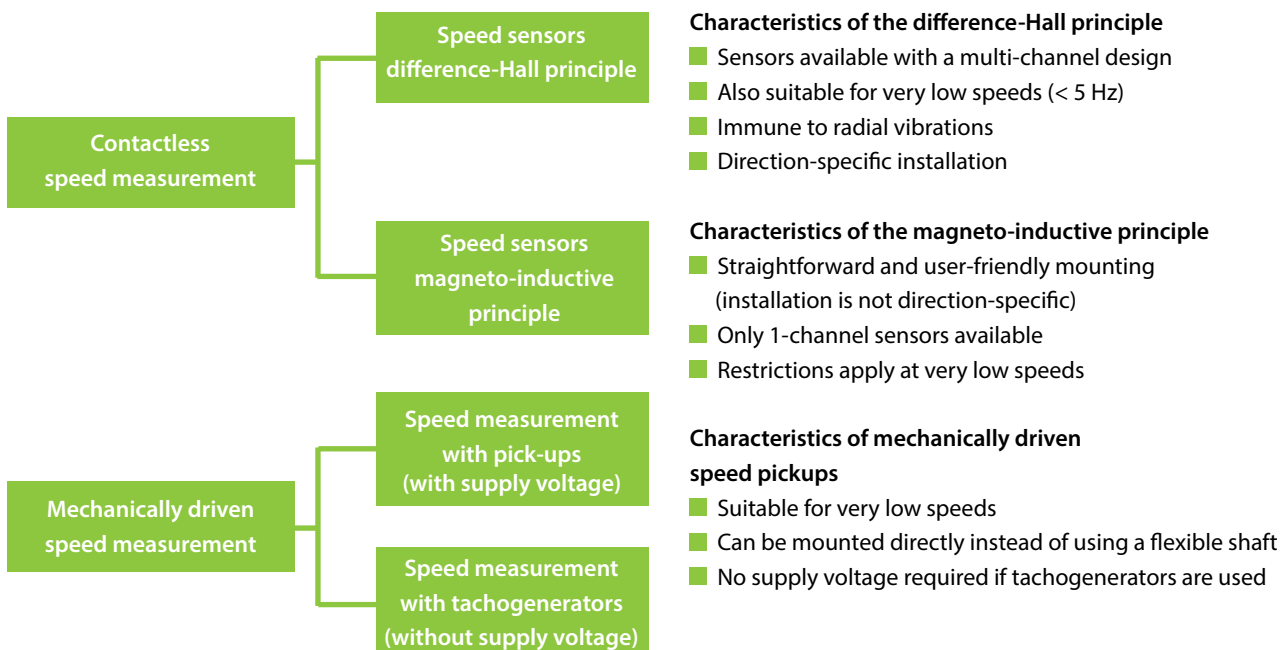 Contactless
speed measurement
Speed sensors
difference-Hall principle
Speed sensors
magneto-inductive
principle
Mechanically driven
speed measurement
Speed measurement
with pick-ups
(with supply voltage)
Speed measurement
with tachogenerators
(without supply voltage)
Characteristics of the difference-Hall principle
Sensors available with a multi-channel design
Also suitable for very low speeds (< 5 Hz)
Immune to radial vibrations
Direction-specific installation
Characteristics of the magneto-inductive principle
Straightforward and user-friendly mounting
(installation is not direction-specific)
Only 1-channel sensors available
Restrictions apply at very low speeds
Characteristics of mechanically driven
speed pickups
Suitable for very low speeds
Can be mounted directly instead of using a flexible shaft
No supply voltage required if tachogenerators are used